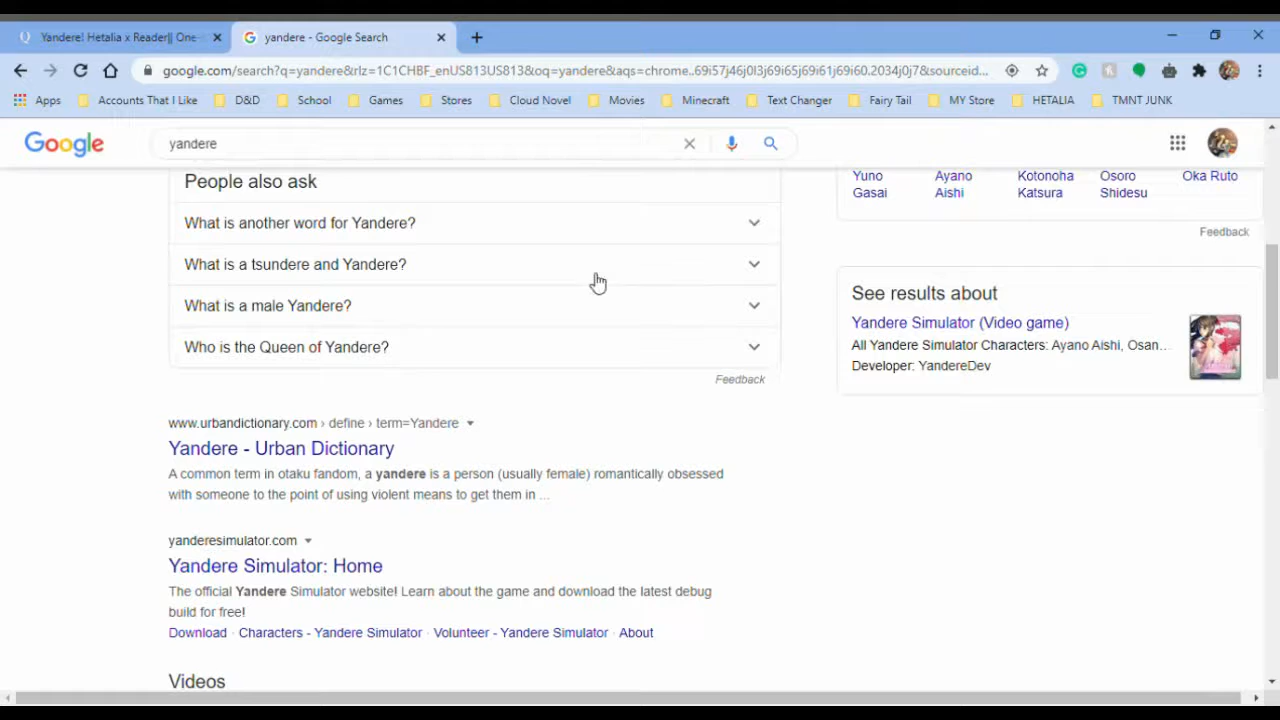 Yandere! Hetalia x Reader|| One-
yandere - Google Search
google.com/search?q=yandere&rlz=1C1CHBF_enUS813US813&oq=yandere&aqs=chrome..69i57j46j0l3j69i65j69i61j69i60.2034j0j7&sourceid...
Apps Accounts That I Like D&D School Games Stores Cloud Novel Movies Minecraft Text Changer Fairy Tail MY Store HETALIA TMNT JUNK
Google yandere
People also ask
What is another word for Yandere?
What is a tsundere and Yandere?
What is a male Yandere?
Who is the Queen of Yandere?
Feedback
www.urbandictionary.com › define › term=Yandere
Yandere - Urban Dictionary
A common term in otaku fandom, a yandere is a person (usually female) romantically obsessed
with someone to the point of using violent means to get them in ...
yanderesimulator.com
Yandere Simulator: Home
The official Yandere Simulator website! Learn about the game and download the latest debug
build for free!
Download · Characters - Yandere Simulator · Volunteer - Yandere Simulator · About
Videos
Yuno Ayano Kotonoha Osoro Oka Ruto
Gasai Aishi Katsura Shidesu
Feedback
See results about
Yandere Simulator (Video game)
All Yandere Simulator Characters: Ayano Aishi, Osan...
Developer: YandereDev